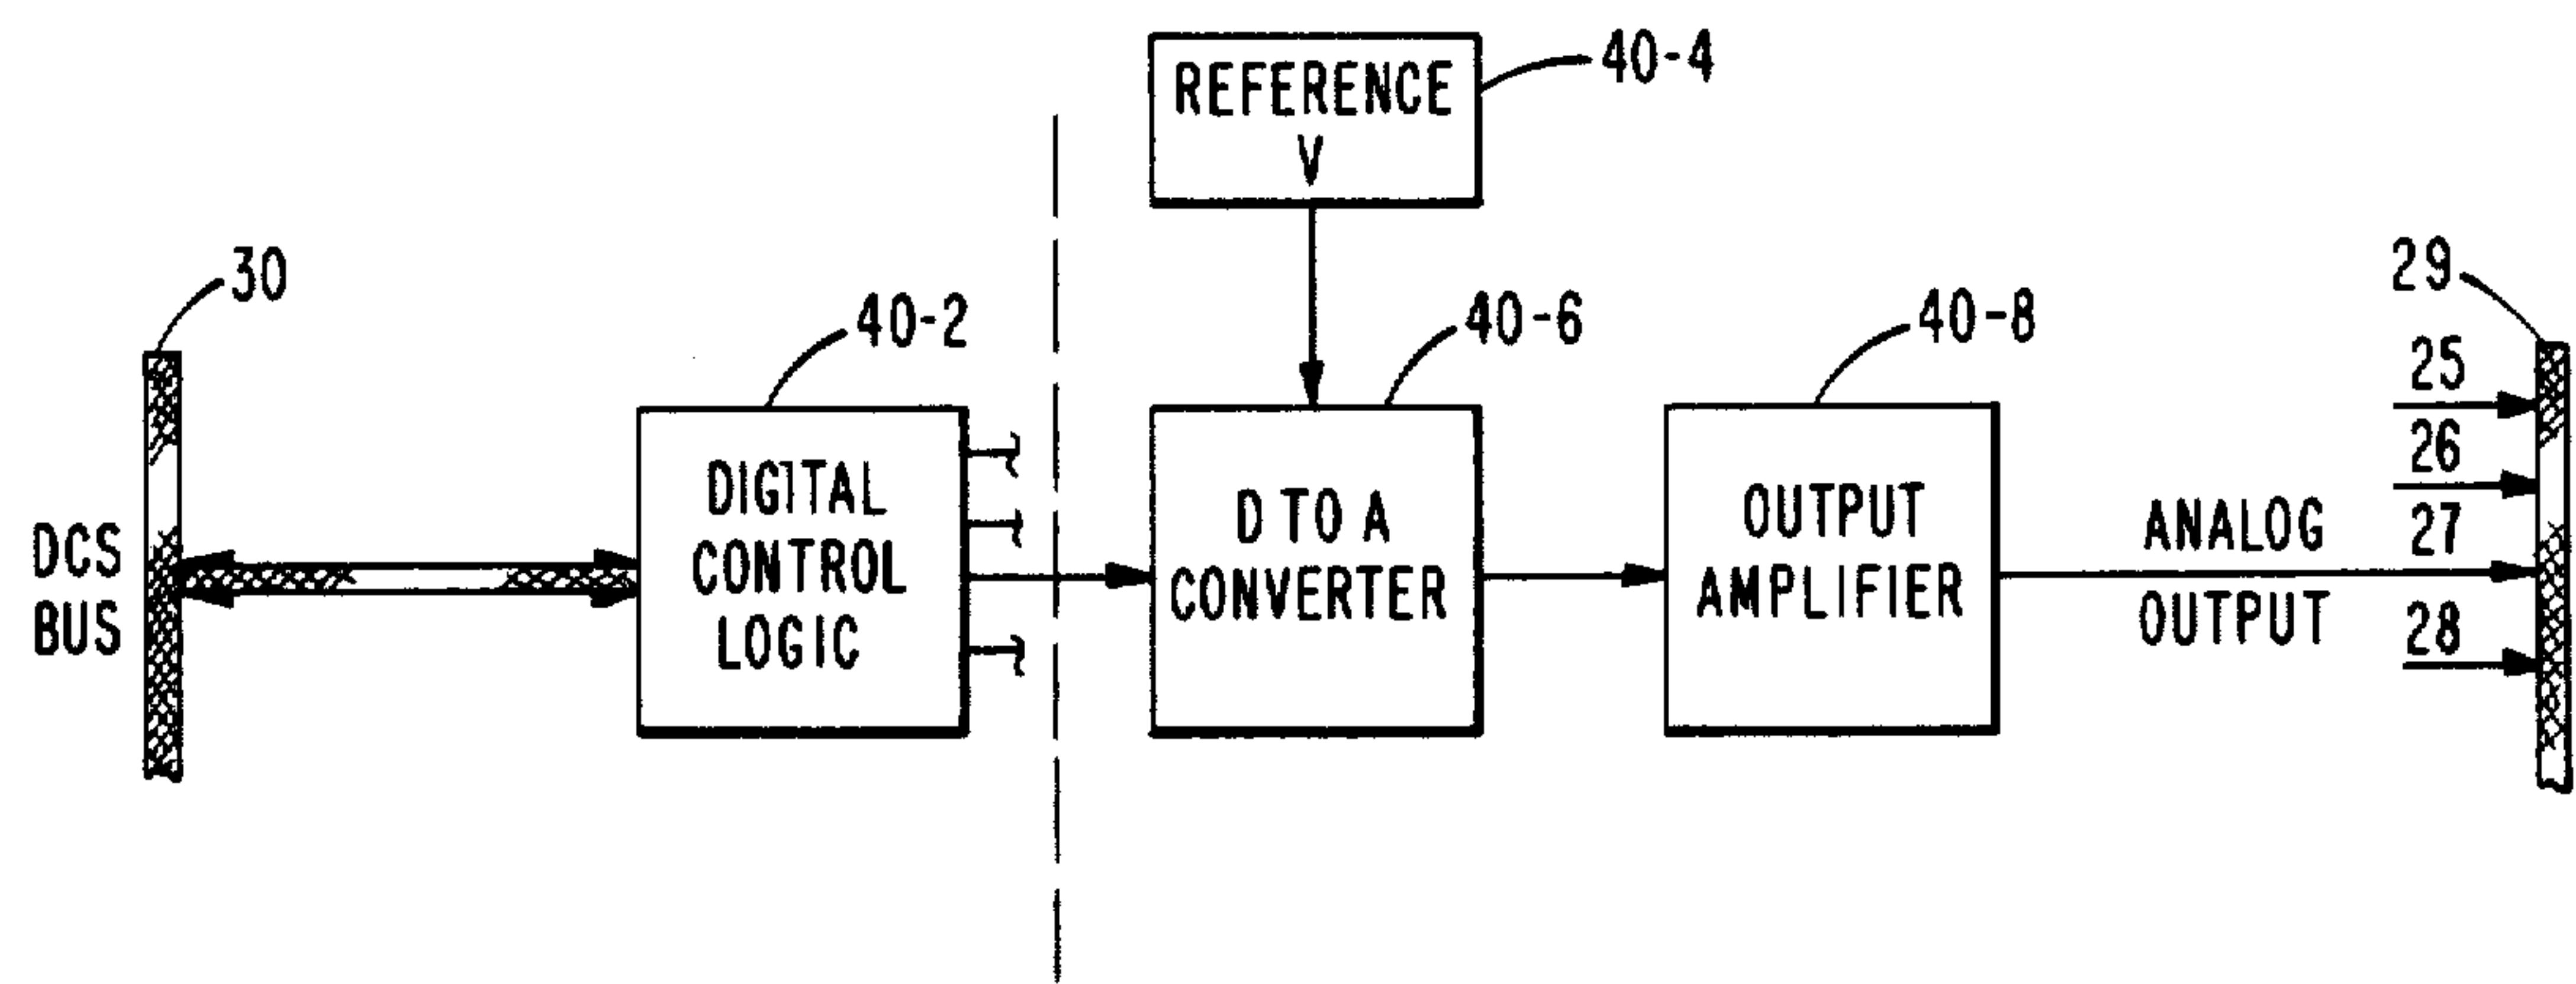 REFERENCE
V
40-4
30
40-2
40-6
40-8
29
25
26
27
28
DCS
BUS
DIGITAL
CONTROL
LOGIC
D TO A
CONVERTER
OUTPUT
AMPLIFIER
ANALOG
OUTPUT